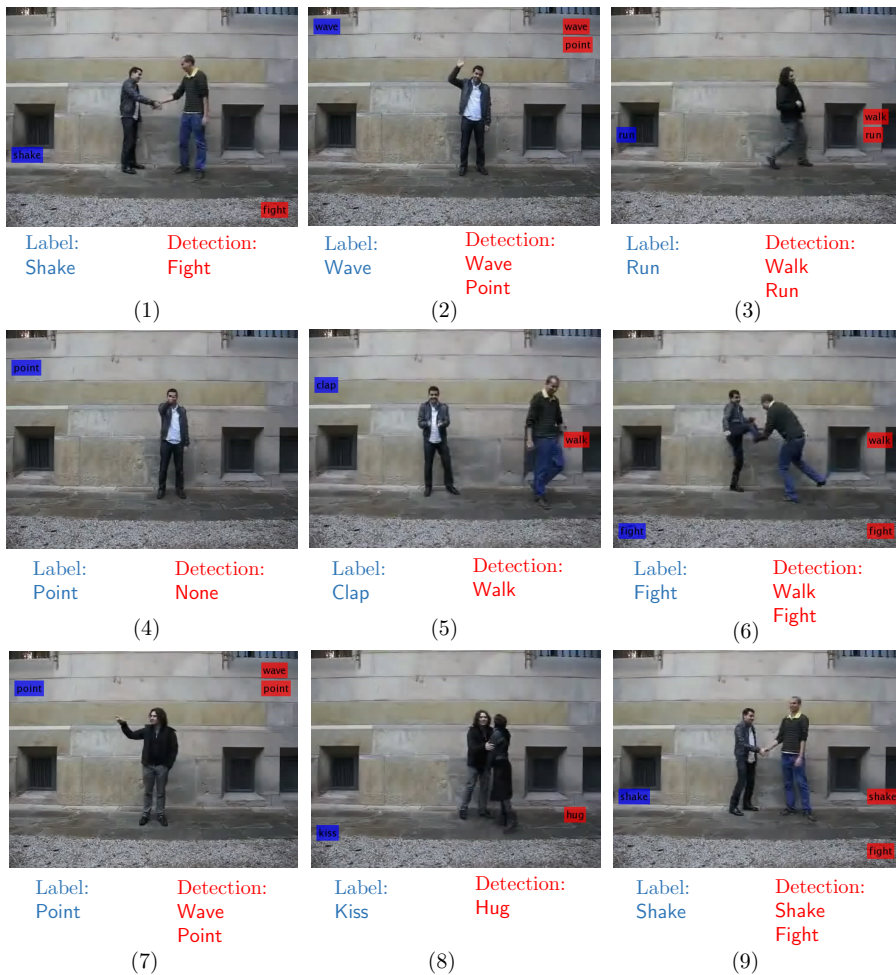 wave
wave
point
walk
run
run
shake
fight
Label:
Shake
Detection:
Fight
Label:
Wave
Detection:
Wave
Point
Label:
Run
Detection:
Walk
Run
(1)
(2)
(3)
point
clap
walk
walk
fight
fight
Label:
Point
Detection:
None
Label:
Clap
Detection:
Walk
Label:
Fight
Detection:
Walk
Fight
(4)
(5)
(6)
wave
point
point
kiss
hug
shake
shake
fight
Label:
Point
Detection:
Wave
Point
Label:
Kiss
Detection:
Hug
Label:
Shake
Detection:
Shake
Fight
(7)
(8)
(9)